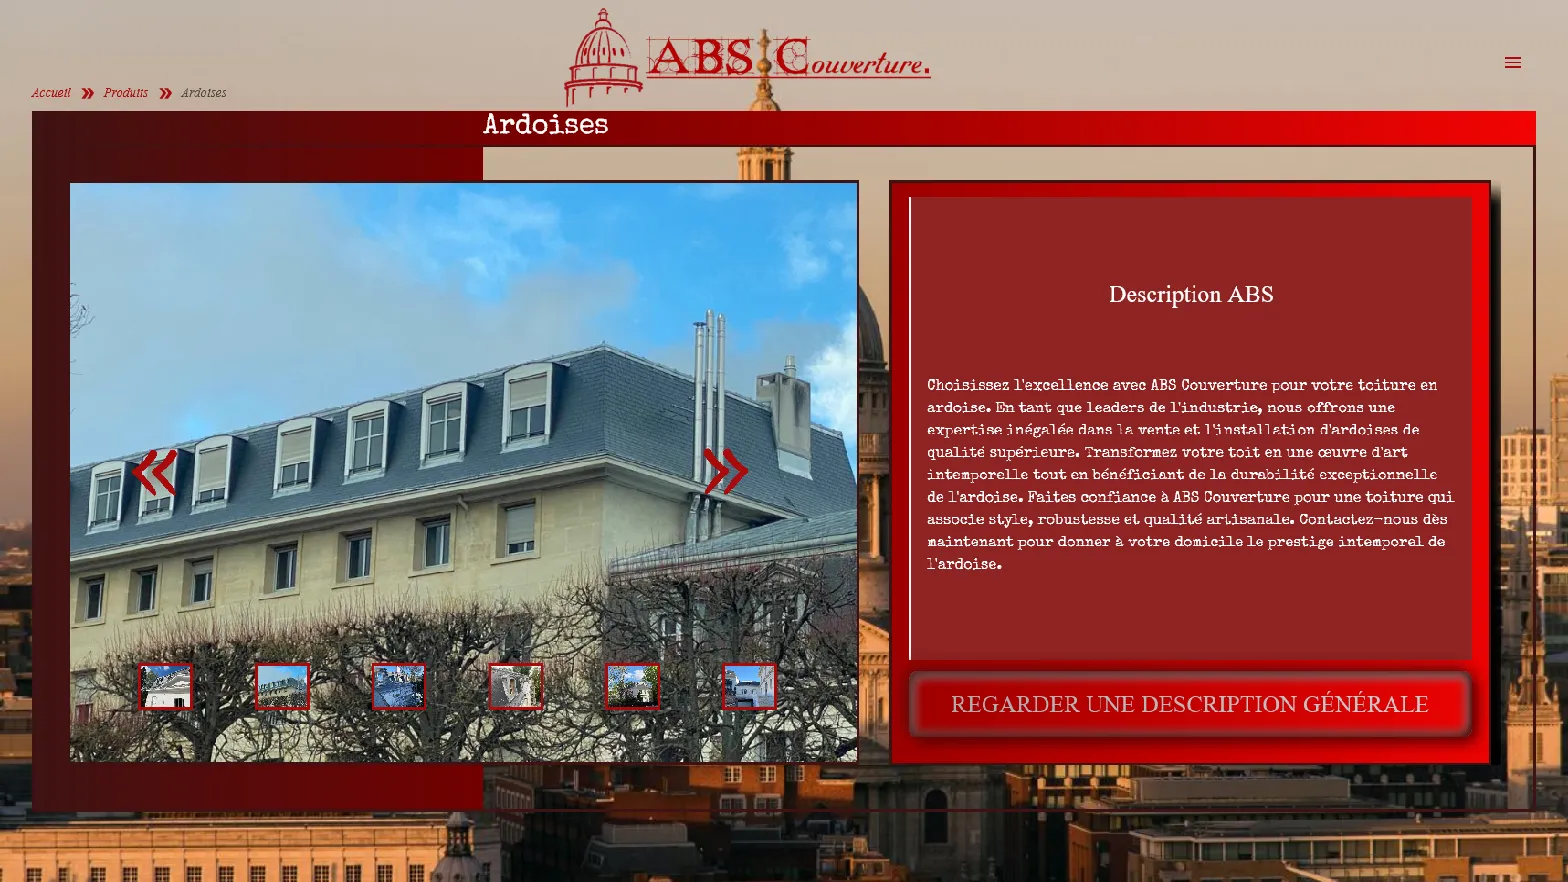 ABS Couverture.
Accueil
Produits
Ardoises
Ardoises
Description ABS
Choisissez l'excellence avec ABS Couverture pour votre toiture en
ardoise. En tant que leaders de l'industrie, nous offrons une
expertise inégalée dans la vente et l'installation d'ardoises de
qualité supérieure. Transformez votre toit en une œuvre d'art
intemporelle tout en bénéficiant de la durabilité exceptionnelle
de l'ardoise. Faites confiance à ABS Couverture pour une toiture qui
associe style, robustesse et qualité artisanale. Contactez-nous dès
maintenant pour donner à votre domicile le prestige intemporel de
l'ardoise.
REGARDER UNE DESCRIPTION GÉNÉRALE